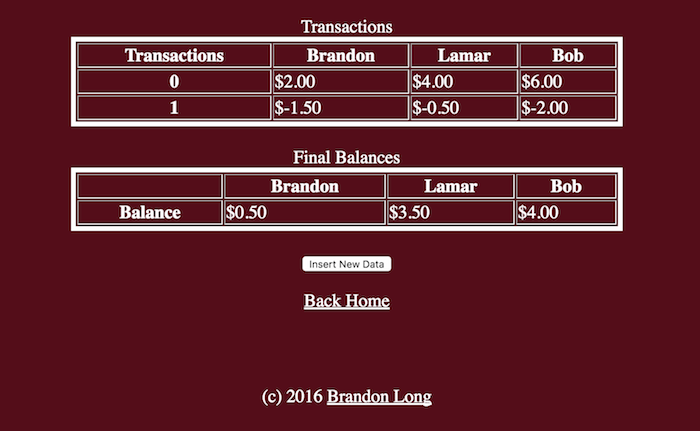 Transactions
Transactions Brandon Lamar Bob
0 $2.00 $4.00 $6.00
1 $-1.50 $-0.50 $-2.00
Final Balances
Brandon Lamar Bob
Balance $0.50 $3.50 $4.00
Insert New Data
Back Home
(c) 2016 Brandon Long